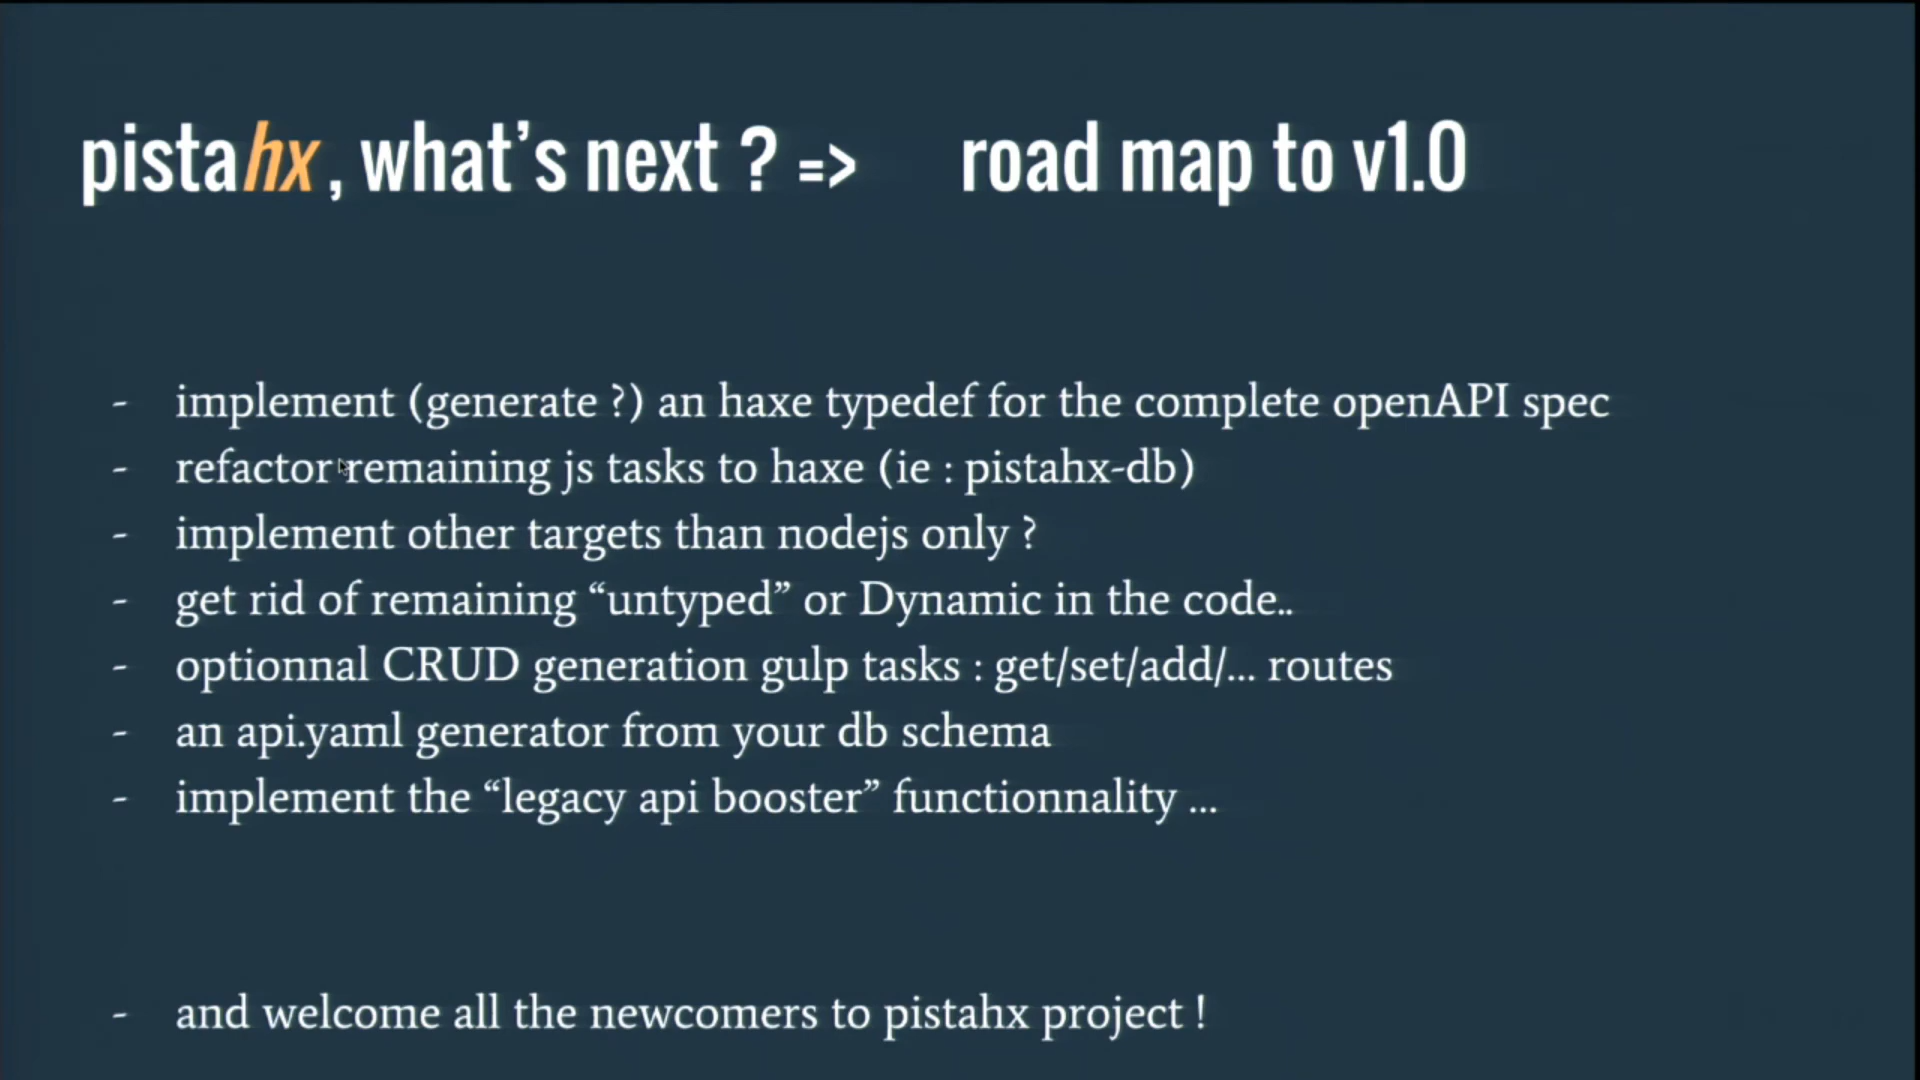 pistahx, what’s next ? => road map to v1.0
- implement (generate ?) an haxe typedef for the complete openAPI spec
- refactor remaining js tasks to haxe (ie : pistahx-db)
- implement other targets than nodejs only ?
- get rid of remaining “untyped” or Dynamic in the code..
- optionnal CRUD generation gulp tasks : get/set/add/... routes
- an api.yaml generator from your db schema
- implement the “legacy api booster” functionnality ...
- and welcome all the newcomers to pistahx project !